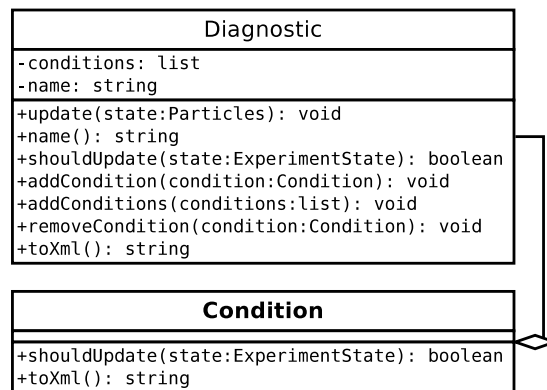 Diagnostic
-conditions: list
-name: string
+update(state:Particles): void
+name(): string
+shouldUpdate(state:ExperimentState): boolean
+addCondition(condition:Condition): void
+addConditions(conditions:list): void
+removeCondition(condition:Condition): void
+toXml(): string
Condition
+shouldUpdate(state:ExperimentState): boolean
+toXml(): string